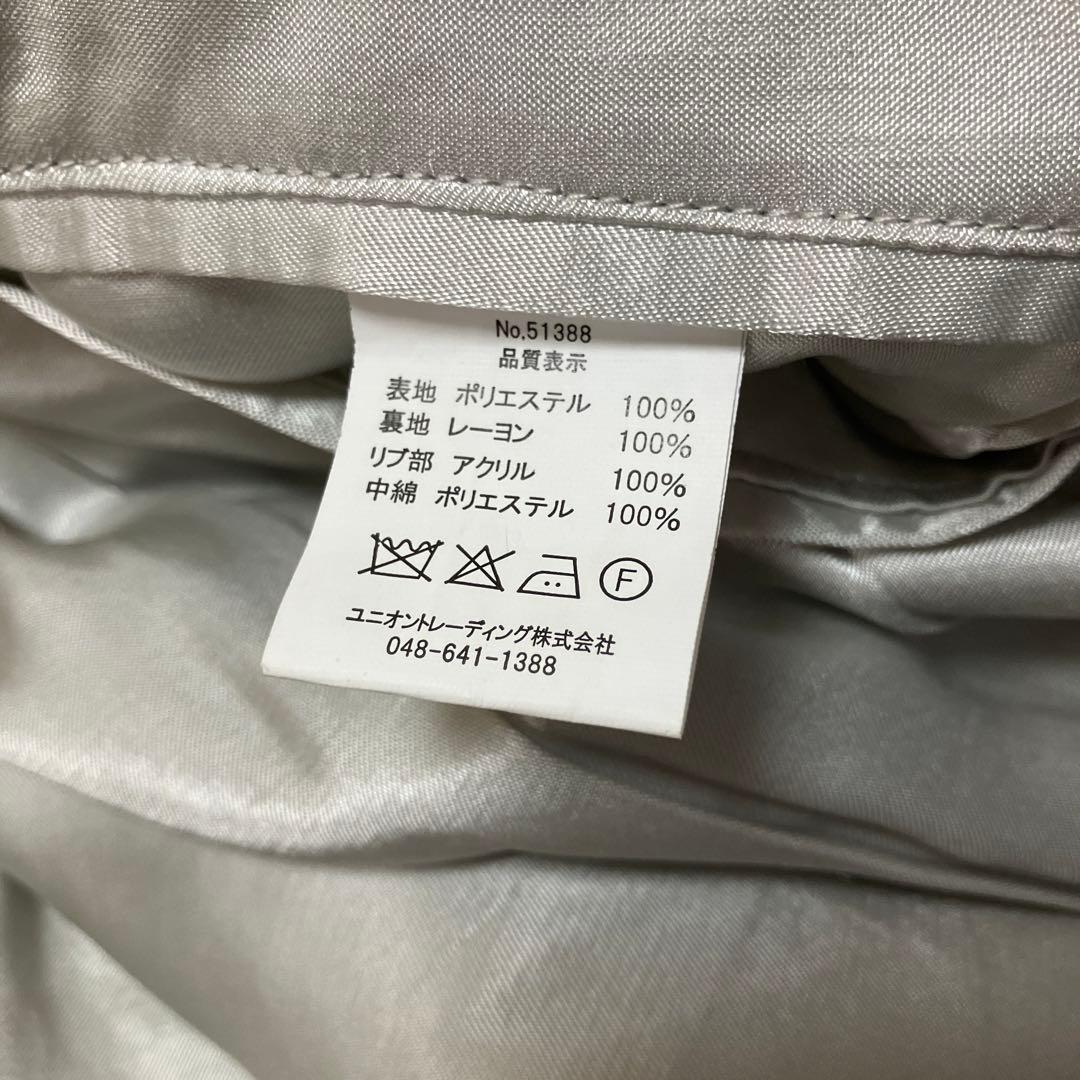 No.51388
品質表示
表地 ポリエステル 100%
裏地 レーヨン 100%
リブ部 アクリル 100%
中綿 ポリエステル 100%
F
ユニオントレーディング株式会社
048-641-1388